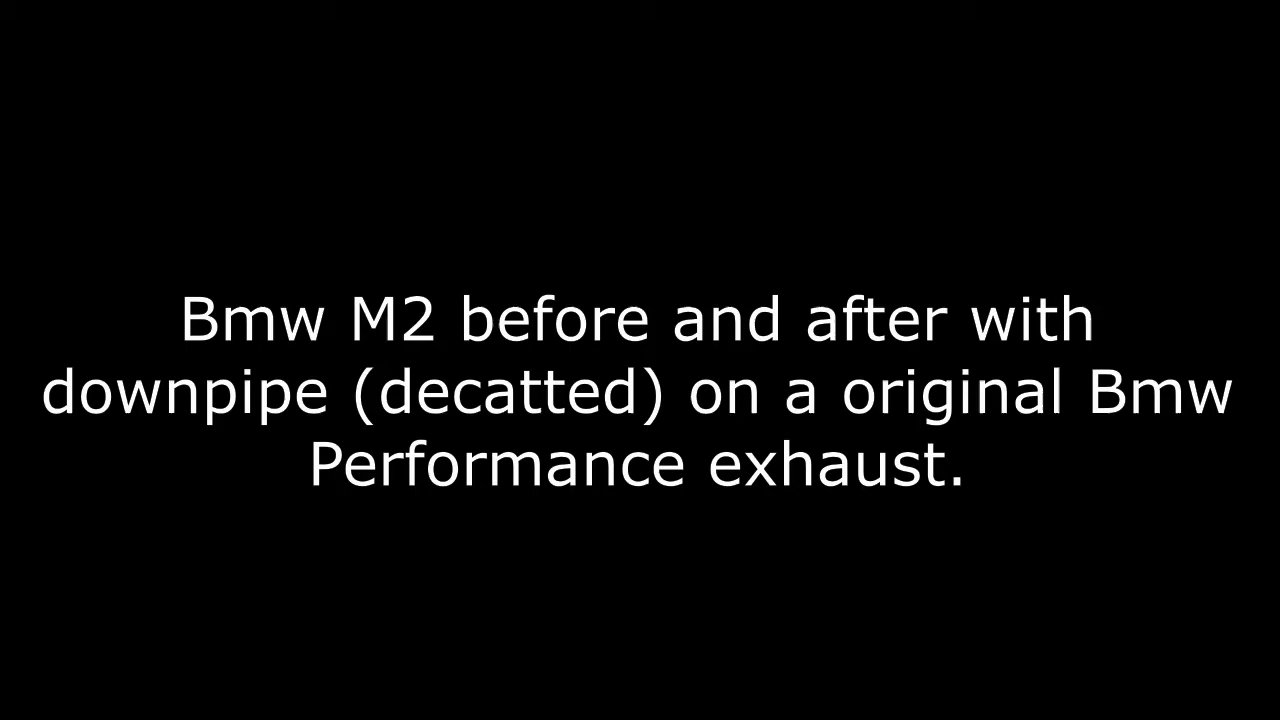 Bmw M2 before and after with
downpipe (decatted) on a original Bmw
Performance exhaust.